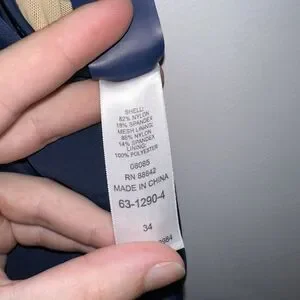 SHELL:
82% NYLON
18% SPANDEX
MESH LINING:
86% NYLON
14% SPANDEX
LINING:
100% POLYESTER
08085
RN 88842
MADE IN CHINA
63-1290-4
34